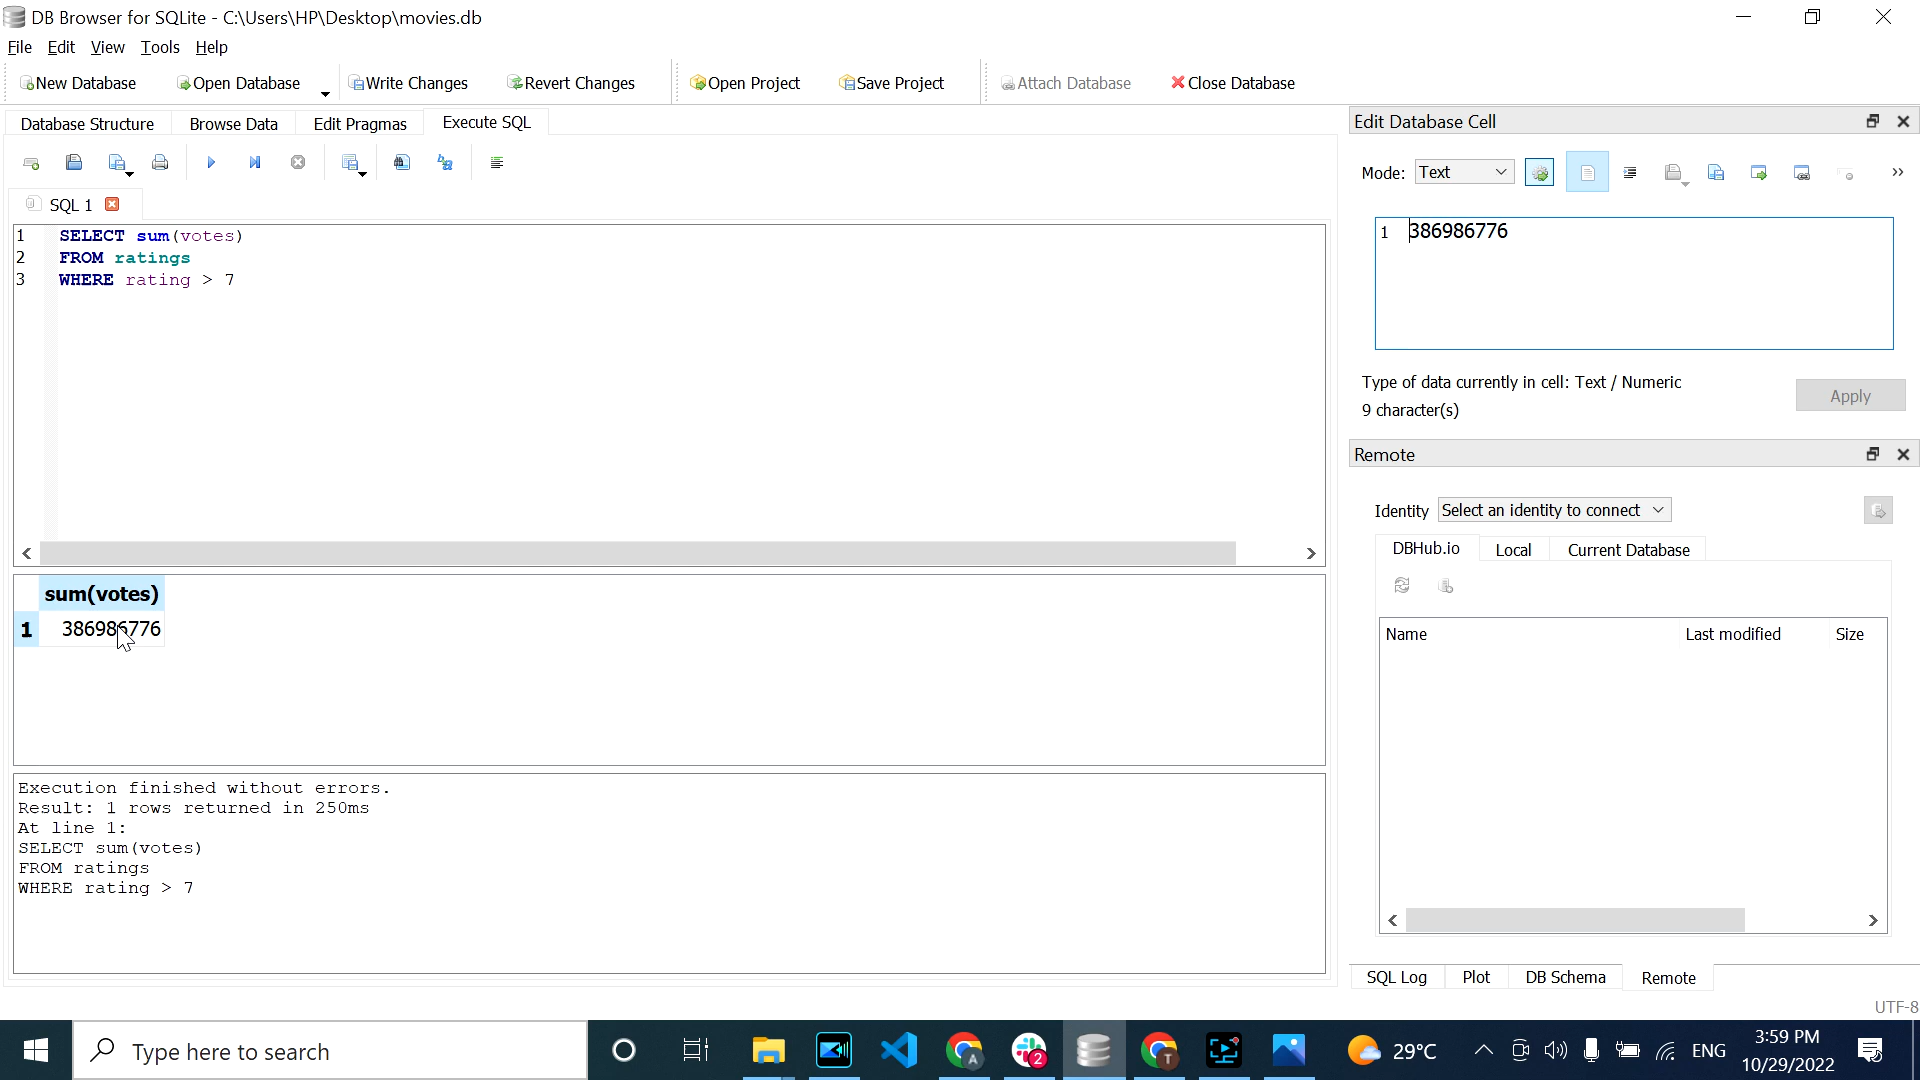 DB Browser for SQLite - C:\Users\HP\Desktop\movies.db
File Edit View Tools Help
New Database Open Database Write Changes Revert Changes Open Project Save Project Attach Database Close Database
Database Structure Browse Data Edit Pragmas Execute SQL
SQL 1
1 SELECT sum(votes)
2 FROM ratings
3 WHERE rating > 7
sum(votes)
1 386986776
Execution finished without errors.
Result: 1 rows returned in 250ms
At line 1:
SELECT sum(votes)
FROM ratings
WHERE rating > 7
Edit Database Cell
Mode: Text
1 386986776
Type of data currently in cell: Text / Numeric
9 character(s)
Apply
Remote
Identity Select an identity to connect
DBHub.io Local Current Database
Name Last modified Size
SQL Log Plot DB Schema Remote
UTF-8
Type here to search
A
2
T
29°C
ENG
3:59 PM
10/29/2022